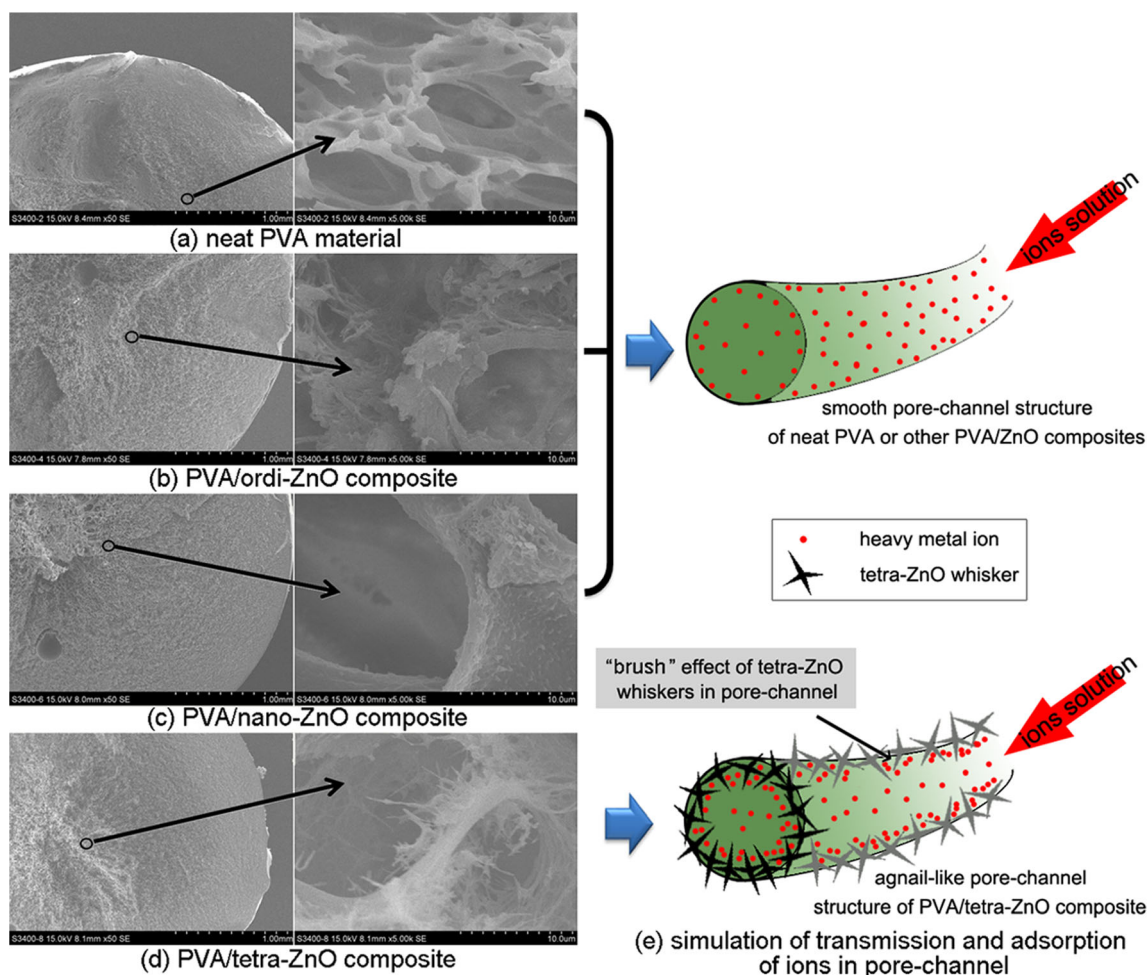 S3400-2 15.0kV 8.4mm x50 SE
1.00mm
S3400-2 15.0kV 8.4mm x5.00k SE
10.0um
(a) neat PVA material
S3400-4 15.0kV 7.8mm x50 SE
1.00mm
S3400-4 15.0kV 7.8mm x5.00k SE
10.0um
(b) PVA/ordi-ZnO composite
S3400-6 15.0kV 8.0mm x50 SE
1.00mm
S3400-6 15.0kV 8.0mm x5.00k SE
10.0um
(c) PVA/nano-ZnO composite
S3400-8 15.0kV 8.1mm x50 SE
1.00mm
S3400-8 15.0kV 8.1mm x5.00k SE
10.0um
(d) PVA/tetra-ZnO composite
ions solution
smooth pore-channel structure
of neat PVA or other PVA/ZnO composites
heavy metal ion
tetra-ZnO whisker
“brush” effect of tetra-ZnO
whiskers in pore-channel
ions solution
agnail-like pore-channel
structure of PVA/tetra-ZnO composite
(e) simulation of transmission and adsorption
of ions in pore-channel